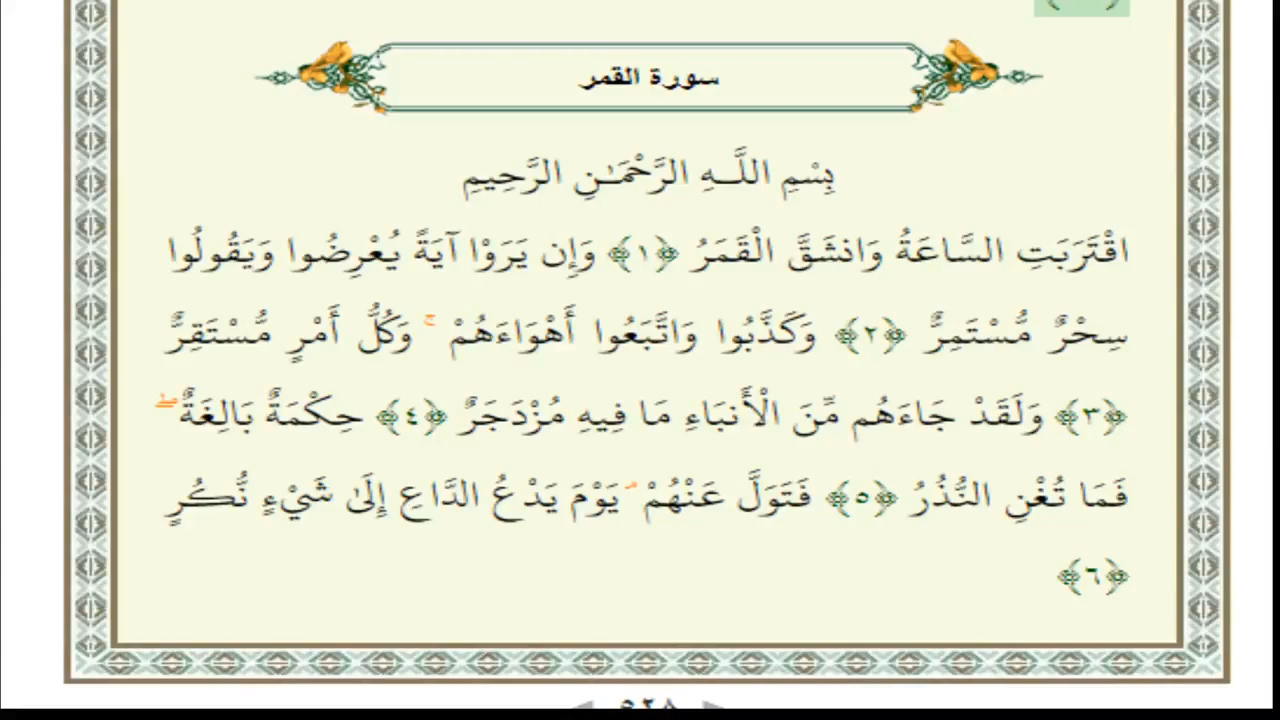 سورة القمر
بِسْمِ اللَّـهِ الرَّحْمَـٰنِ الرَّحِيمِ
اقْتَرَبَتِ السَّاعَةُ وَانشَقَّ الْقَمَرُ ﴿١﴾ وَإِن يَرَوْا آيَةً يُعْرِضُوا وَيَقُولُوا
سِحْرٌ مُّسْتَمِرٌّ ﴿٢﴾ وَكَذَّبُوا وَاتَّبَعُوا أَهْوَاءَهُمْ ۚ وَكُلُّ أَمْرٍ مُّسْتَقِرٌّ
﴿٣﴾ وَلَقَدْ جَاءَهُم مِّنَ الْأَنبَاءِ مَا فِيهِ مُزْدَجَرٌ ﴿٤﴾ حِكْمَةٌ بَالِغَةٌ ۖ
فَمَا تُغْنِ النُّذُرُ ﴿٥﴾ فَتَوَلَّ عَنْهُمْ ۘ يَوْمَ يَدْعُ الدَّاعِ إِلَىٰ شَيْءٍ نُّكُرٍ
﴿٦﴾
٥٢٨